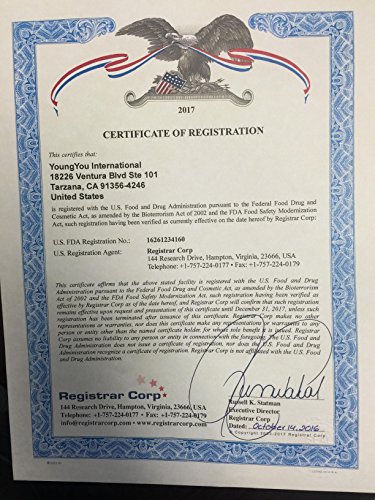 2017
CERTIFICATE OF REGISTRATION
This certifies that:
YoungYou International
18226 Ventura Blvd Ste 101
Tarzana, CA 91356-4246
United States
is registered with the U.S. Food and Drug Administration pursuant to the Federal Food Drug and
Cosmetic Act, as amended by the Bioterrorism Act of 2002 and the FDA Food Safety Modernization
Act, such registration having been verified as currently effective on the date hereof by Registrar Corp:
U.S. FDA Registration No.: 16261234160
U.S. Registration Agent: Registrar Corp
144 Research Drive, Hampton, Virginia, 23666, USA
Telephone: +1-757-224-0177 • Fax: +1-757-224-0179
This certificate affirms that the above stated facility is registered with the U.S. Food and Drug
Administration pursuant to the Federal Food Drug and Cosmetic Act, as amended by the Bioterrorism
Act of 2002 and the FDA Food Safety Modernization Act, such registration having been verified as
effective by Registrar Corp as of the date hereof, and Registrar Corp will confirm that such registration
remains effective upon request and presentation of this certificate until December 31, 2017, unless such
registration has been terminated after issuance of this certificate. Registrar Corp makes no other
representations or warranties, nor does this certificate make any representations or warranties to any
person or entity other than the named certificate holder, for whose sole benefit it is issued. Registrar
Corp assumes no liability to any person or entity in connection with the foregoing. The U.S. Food and
Drug Administration does not issue a certificate of registration, nor does the U.S. Food and Drug
Administration recognize a certificate of registration. Registrar Corp is not affiliated with the U.S. Food
and Drug Administration.
Registrar Corp
144 Research Drive, Hampton, Virginia, 23666, USA
Telephone: +1-757-224-0177 • Fax: +1-757-224-0179
info@registrarcorp.com • www.registrarcorp.com
Russell K. Statman
Executive Director
Registrar Corp
Dated: October 14, 2016
Registrar Corp